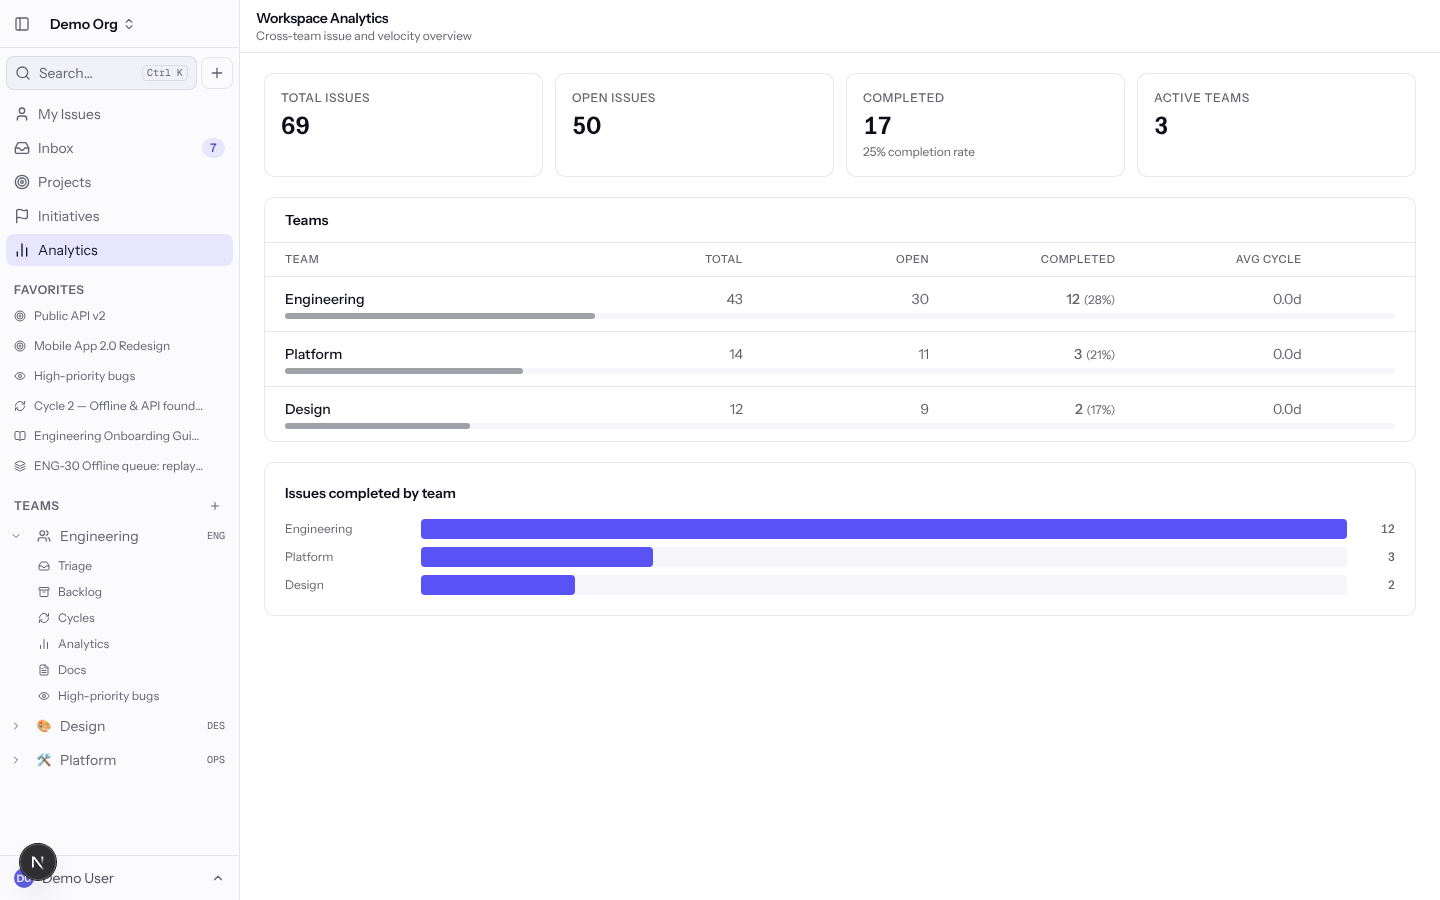 Demo Org
Search...
Ctrl K
My Issues
Inbox
7
Projects
Initiatives
Analytics
FAVORITES
Public API v2
Mobile App 2.0 Redesign
High-priority bugs
Cycle 2 — Offline & API found...
Engineering Onboarding Gui...
ENG-30 Offline queue: replay...
TEAMS
Engineering
ENG
Triage
Backlog
Cycles
Analytics
Docs
High-priority bugs
Design
DES
Platform
OPS
N
Demo User
Workspace Analytics
Cross-team issue and velocity overview
TOTAL ISSUES
69
OPEN ISSUES
50
COMPLETED
17
25% completion rate
ACTIVE TEAMS
3
Teams
TEAM TOTAL OPEN COMPLETED AVG CYCLE
Engineering 43 30 12 (28%) 0.0d
Platform 14 11 3 (21%) 0.0d
Design 12 9 2 (17%) 0.0d
Issues completed by team
Engineering 12
Platform 3
Design 2